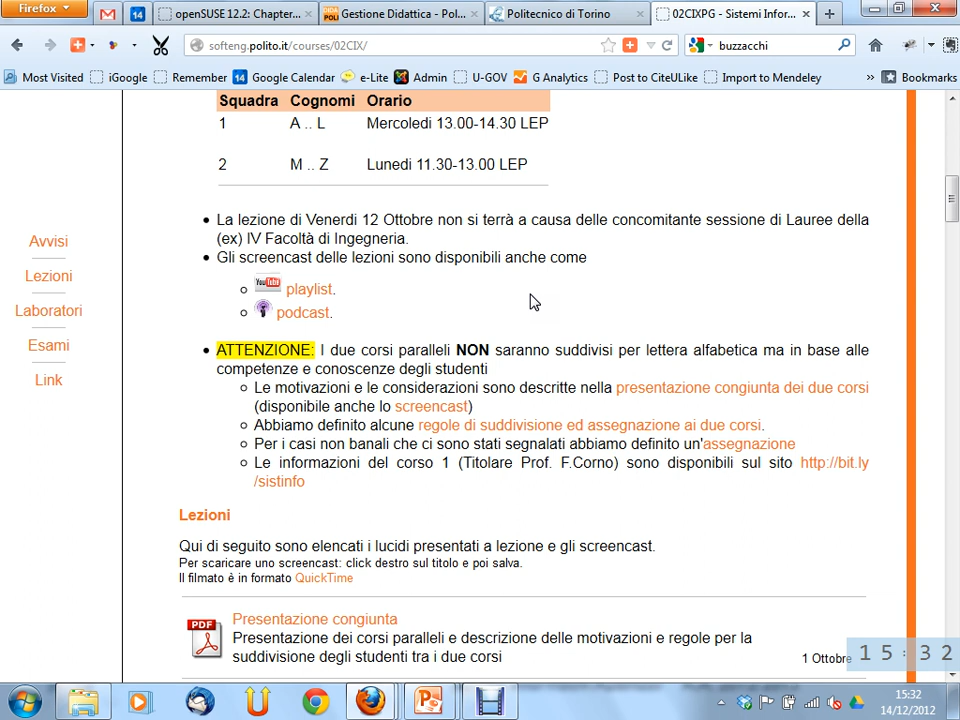 Firefox
openSUSE 12.2: Chapter...
Gestione Didattica - Pol...
Politecnico di Torino
02CIXPG - Sistemi Infor...
softeng.polito.it/courses/02CIX/
buzzacchi
Most Visited
iGoogle
Remember
14 Google Calendar
e-Lite
Admin
U-GOV
G Analytics
Post to CiteULike
Import to Mendeley
» Bookmarks
Squadra Cognomi Orario
1 A .. L Mercoledi 13.00-14.30 LEP
2 M .. Z Lunedi 11.30-13.00 LEP
Avvisi
Lezioni
Laboratori
Esami
Link
La lezione di Venerdi 12 Ottobre non si terrà a causa delle concomitante sessione di Lauree della
(ex) IV Facoltà di Ingegneria.
Gli screencast delle lezioni sono disponibili anche come
YouTube playlist.
podcast.
ATTENZIONE: I due corsi paralleli NON saranno suddivisi per lettera alfabetica ma in base alle
competenze e conoscenze degli studenti
Le motivazioni e le considerazioni sono descritte nella presentazione congiunta dei due corsi
(disponibile anche lo screencast)
Abbiamo definito alcune regole di suddivisione ed assegnazione ai due corsi.
Per i casi non banali che ci sono stati segnalati abbiamo definito un'assegnazione
Le informazioni del corso 1 (Titolare Prof. F.Corno) sono disponibili sul sito http://bit.ly
/sistinfo
Lezioni
Qui di seguito sono elencati i lucidi presentati a lezione e gli screencast.
Per scaricare uno screencast: click destro sul titolo e poi salva.
Il filmato è in formato QuickTime
PDF
Presentazione congiunta
Presentazione dei corsi paralleli e descrizione delle motivazioni e regole per la
suddivisione degli studenti tra i due corsi
1 Ottobre
15:32
15:32
14/12/2012